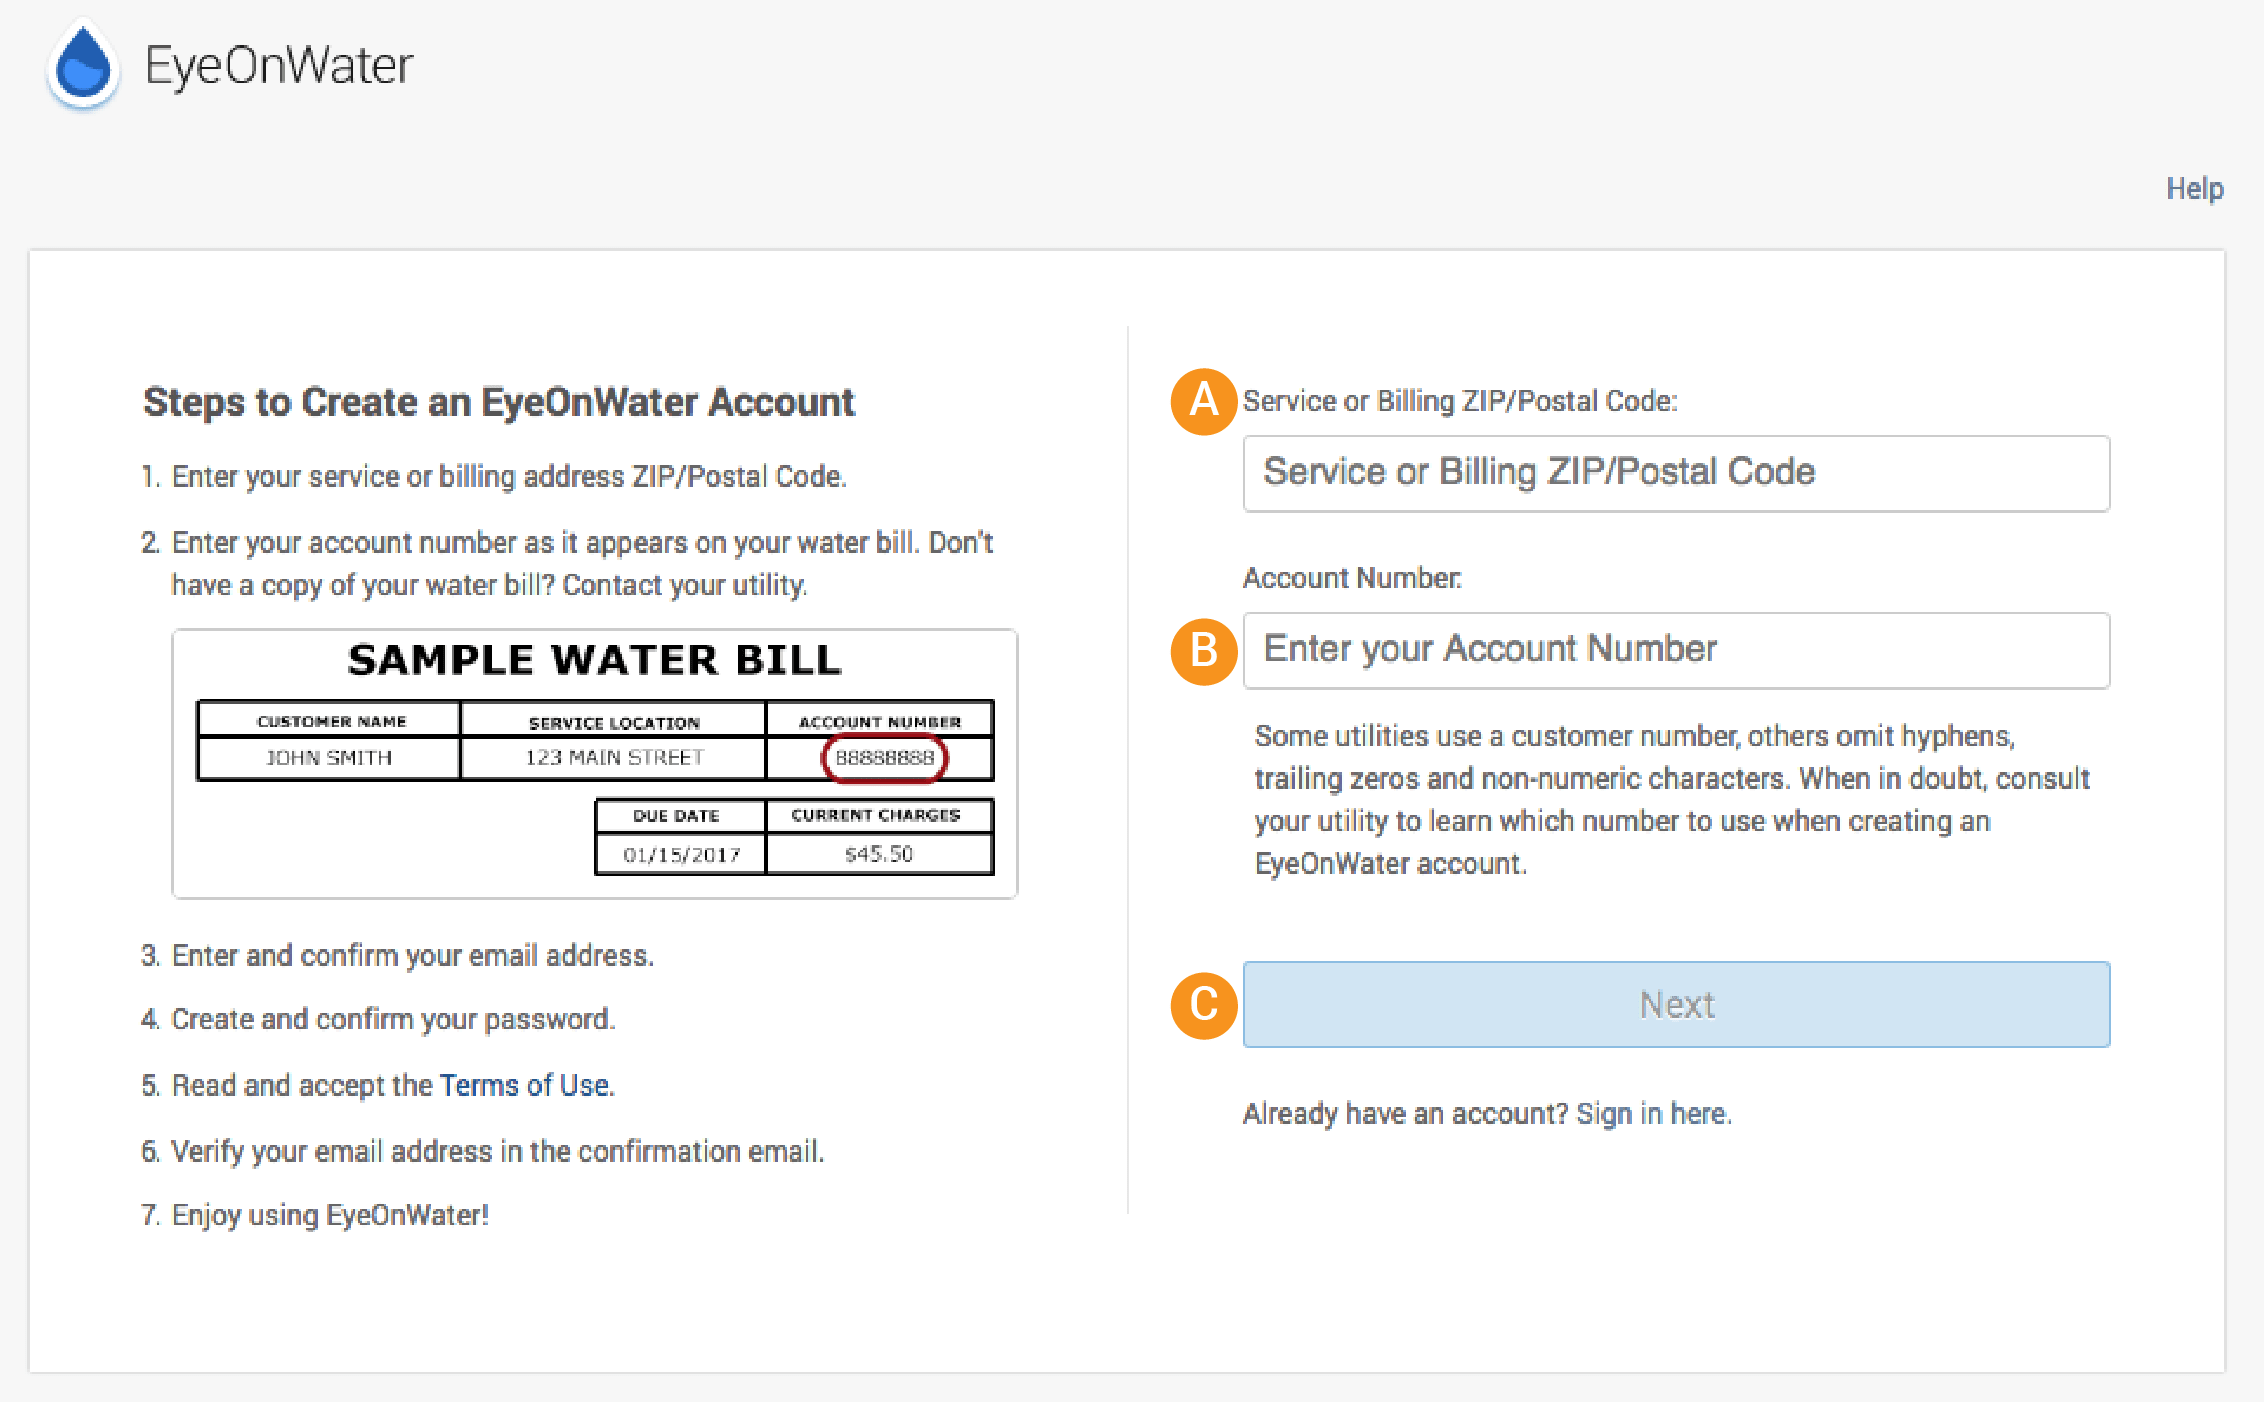 EyeOnWater
Help
Steps to Create an EyeOnWater Account
1. Enter your service or billing address ZIP/Postal Code.
2. Enter your account number as it appears on your water bill. Don't
have a copy of your water bill? Contact your utility.
SAMPLE WATER BILL
CUSTOMER NAME SERVICE LOCATION ACCOUNT NUMBER
JOHN SMITH 123 MAIN STREET 88888888
DUE DATE CURRENT CHARGES
01/15/2017 $45.50
3. Enter and confirm your email address.
4. Create and confirm your password.
5. Read and accept the Terms of Use.
6. Verify your email address in the confirmation email.
7. Enjoy using EyeOnWater!
A Service or Billing ZIP/Postal Code:
Service or Billing ZIP/Postal Code
Account Number:
B Enter your Account Number
Some utilities use a customer number, others omit hyphens,
trailing zeros and non-numeric characters. When in doubt, consult
your utility to learn which number to use when creating an
EyeOnWater account.
C Next
Already have an account? Sign in here.